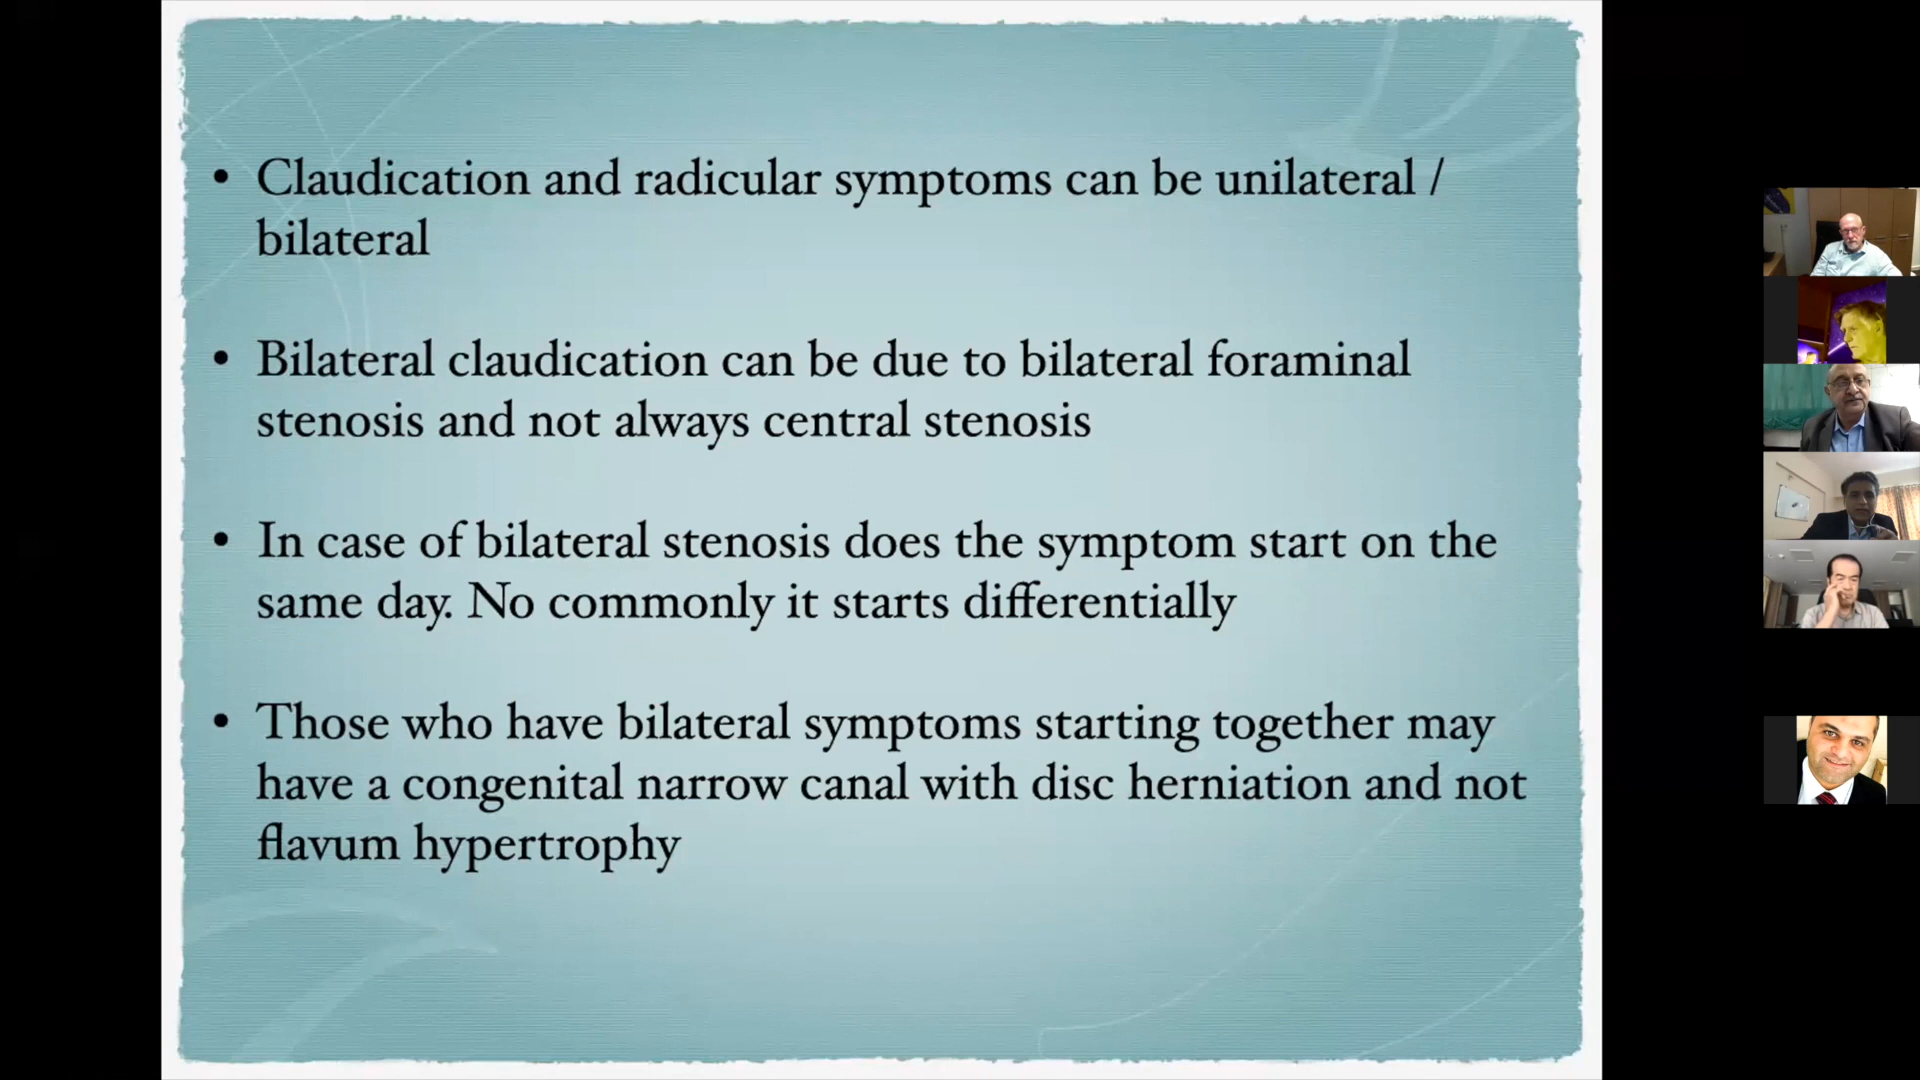 • Claudication and radicular symptoms can be unilateral /
bilateral
• Bilateral claudication can be due to bilateral foraminal
stenosis and not always central stenosis
• In case of bilateral stenosis does the symptom start on the
same day. No commonly it starts differentially
• Those who have bilateral symptoms starting together may
have a congenital narrow canal with disc herniation and not
flavum hypertrophy